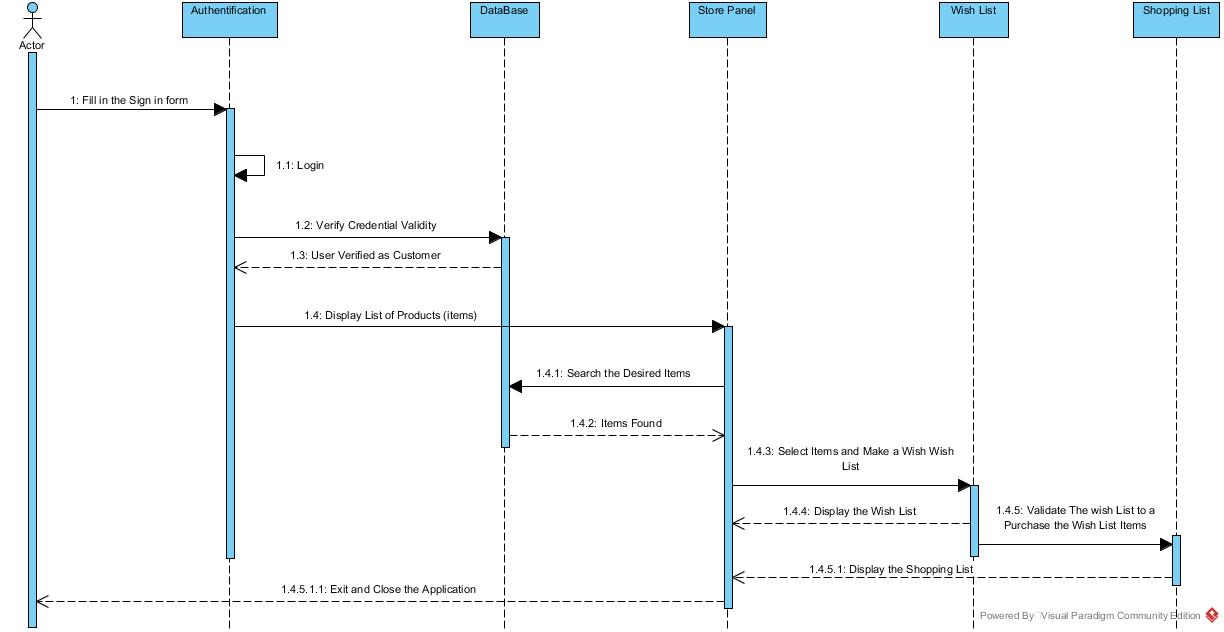 Authentification
DataBase
Store Panel
Wish List
Shopping List
Actor
1: Fill in the Sign in form
1.1: Login
1.2: Verify Credential Validity
1.3: User Verified as Customer
1.4: Display List of Products (items)
1.4.1: Search the Desired Items
1.4.2: Items Found
1.4.3: Select Items and Make a Wish Wish
List
1.4.4: Display the Wish List
1.4.5: Validate The wish List to a
Purchase the Wish List Items
1.4.5.1: Display the Shopping List
1.4.5.1.1: Exit and Close the Application
Powered By Visual Paradigm Community Edition